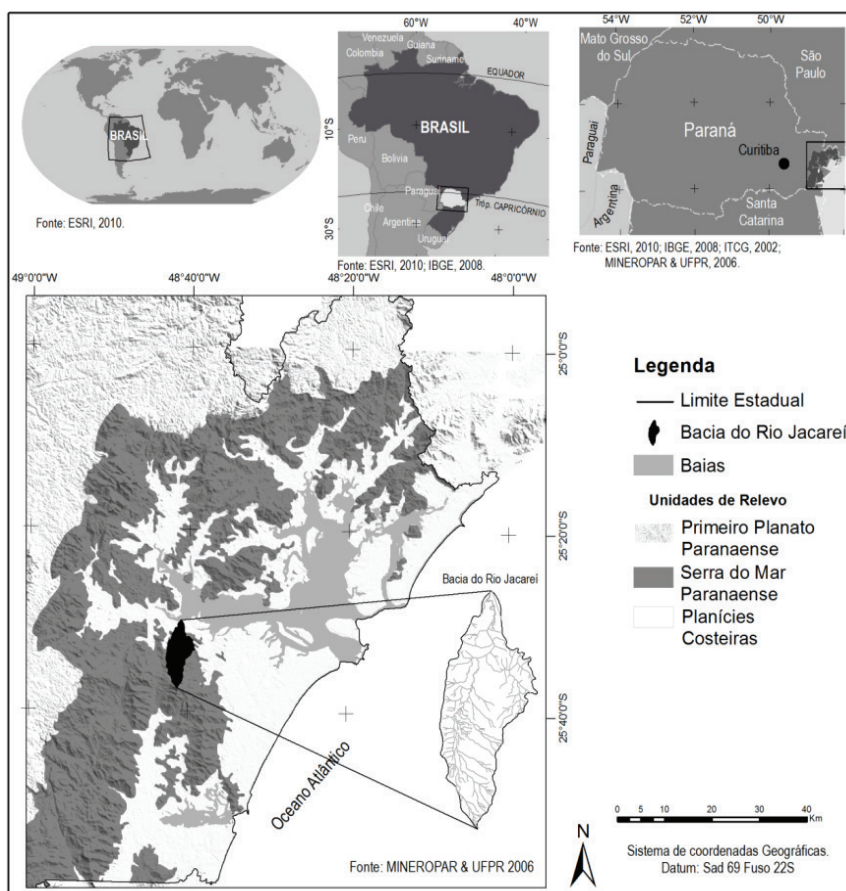 BRASIL
Fonte: ESRI, 2010.
60°W
40°W
10°S
30°S
Venezuela
Guiana
Colombia
Suriname
EQUADOR
BRASIL
Peru
Bolivia
Paraguai
Tróp. CAPRICÓRNIO
Chile
Argentina
Uruguai
Fonte: ESRI, 2010; IBGE, 2008.
54°W
52°W
50°W
Mato Grosso
do Sul
São
Paulo
Paraná
Paraguai
Curitiba
Argentina
Santa
Catarina
24°S
26°S
Fonte: ESRI, 2010; IBGE, 2008; ITCG, 2002;
MINEROPAR & UFPR, 2006.
49°0'0"W
48°40'0"W
48°20'0"W
48°0'0"W
25°0'0"S
25°20'0"S
25°40'0"S
Bacia do Rio Jacareí
Oceano Atlântico
Fonte: MINEROPAR & UFPR 2006
Legenda
Limite Estadual
Bacia do Rio Jacareí
Baias
Unidades de Relevo
Primeiro Planato
Paranaense
Serra do Mar
Paranaense
Planícies
Costeiras
0 5 10 20 30 40
Km
N
Sistema de coordenadas Geográficas.
Datum: Sad 69 Fuso 22S